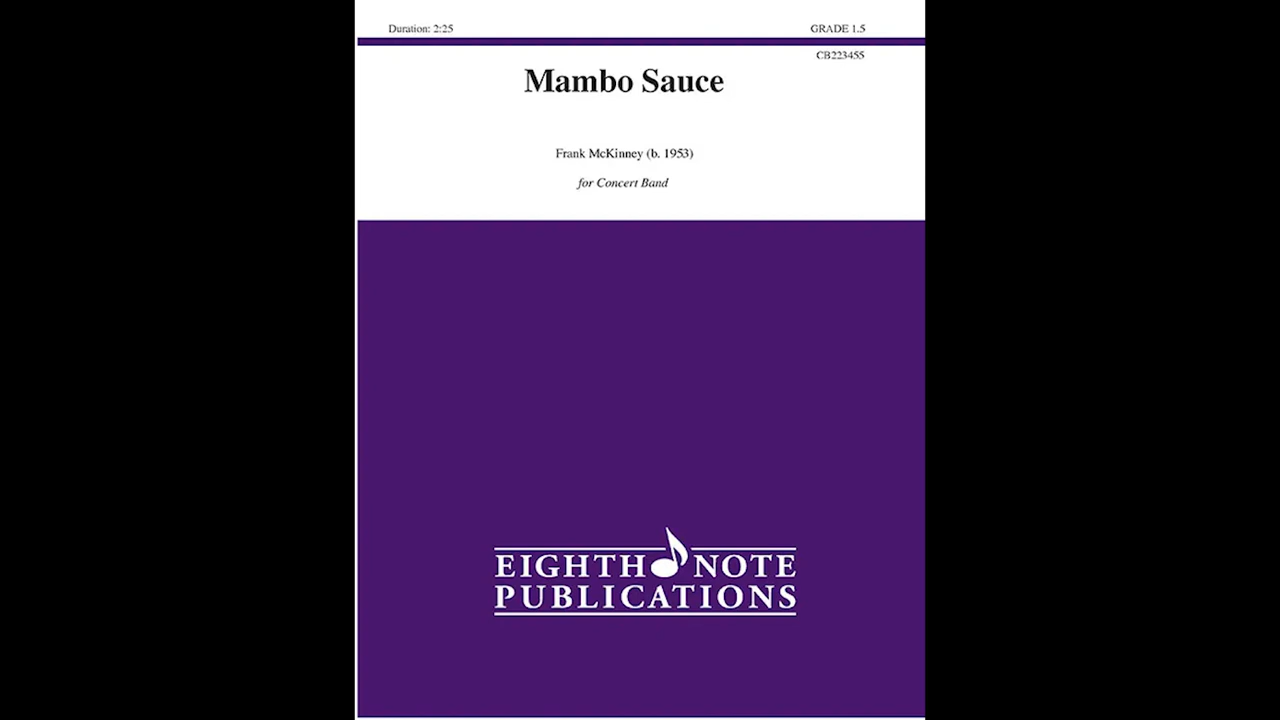 Duration: 2:25
GRADE 1.5
CB223455
Mambo Sauce
Frank McKinney (b. 1953)
for Concert Band
EIGHTH NOTE
PUBLICATIONS